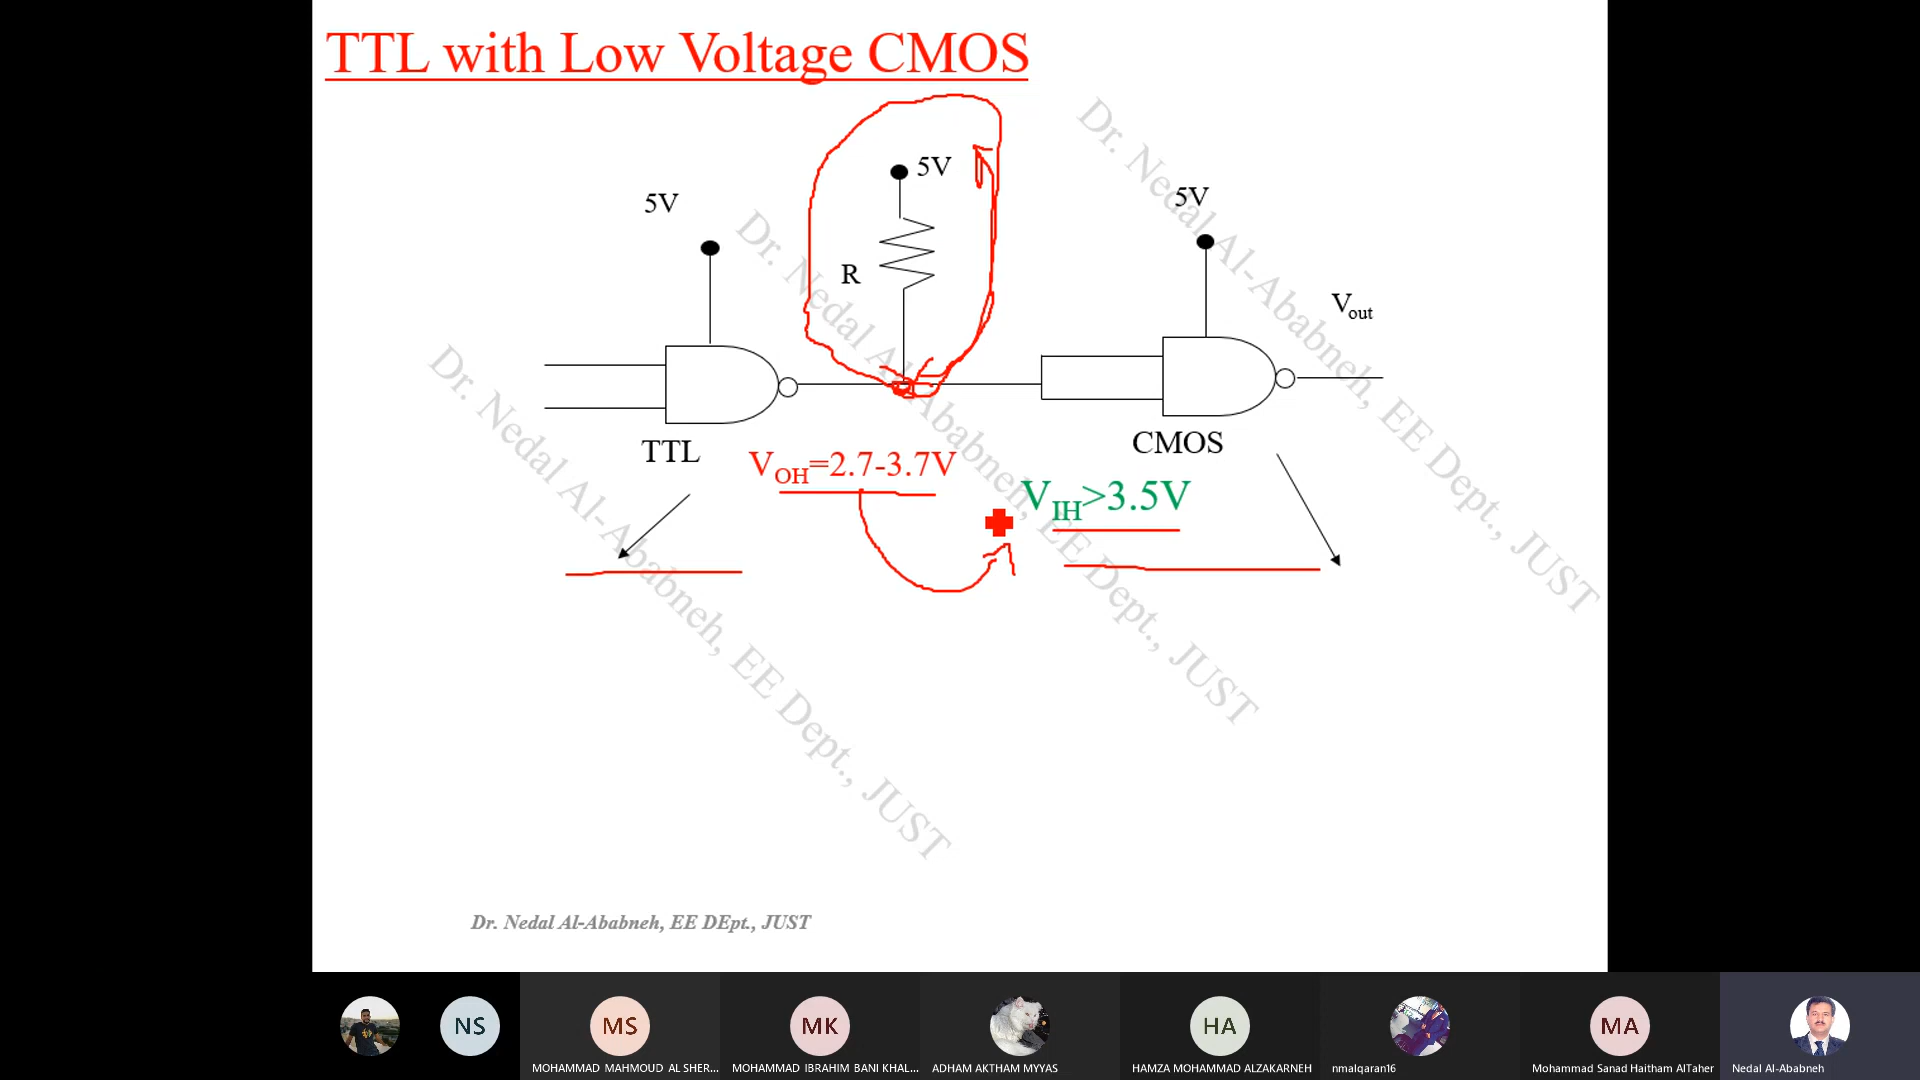 TTL with Low Voltage CMOS
5V
5V
5V
R
Vout
TTL
CMOS
VOH=2.7-3.7V
VIH>3.5V
Dr. Nedal Al-Ababneh, EE Dept., JUST
Dr. Nedal Al-Ababneh, EE Dept., JUST
Dr. Nedal Al-Ababneh, EE Dept., JUST
Dr. Nedal Al-Ababneh, EE DEpt., JUST
NS
MS
MK
HA
MA
MOHAMMAD MAHMOUD AL SHER...
MOHAMMAD IBRAHIM BANI KHAL...
ADHAM AKTHAM MYYAS
HAMZA MOHAMMAD ALZAKARNEH
nmalqaran16
Mohammad Sanad Haitham AlTaher
Nedal Al-Ababneh